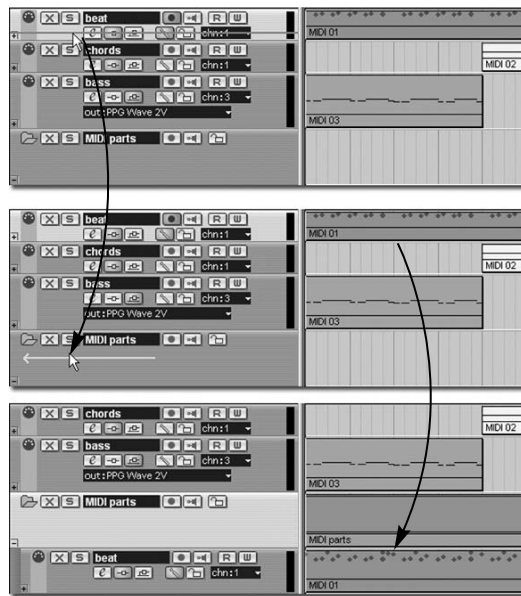 X S beat R W
e chn:1
MIDI 01
X S chords R W
e chn:1
MIDI 02
X S bass R W
e chn:3
out:PPG Wave 2V
MIDI 03
X S MIDI parts
X S beat R W
e chn:1
MIDI 01
X S chords R W
e chn:1
MIDI 02
X S bass R W
e chn:3
out:PPG Wave 2V
MIDI 03
X S MIDI parts
X S chords R W
e chn:1
MIDI 02
X S bass R W
e chn:3
out:PPG Wave 2V
MIDI 03
X S MIDI parts
MIDI parts
X S beat R W
e chn:1
MIDI 01